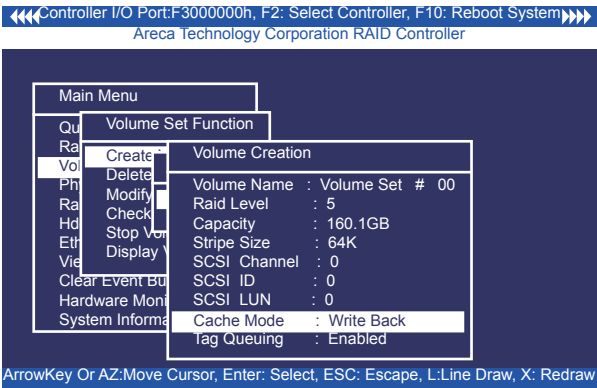 Controller I/O Port:F3000000h, F2: Select Controller, F10: Reboot System
Areca Technology Corporation RAID Controller
Main Menu
Volume Set Function
Volume Creation
Create
Delete
Modify
Check
Stop
Display
Clear Event Bu
Hardware Moni
System Informa
Volume Name : Volume Set # 00
Raid Level : 5
Capacity : 160.1GB
Stripe Size : 64K
SCSI Channel : 0
SCSI ID : 0
SCSI LUN : 0
Cache Mode : Write Back
Tag Queuing : Enabled
ArrowKey Or AZ:Move Cursor, Enter: Select, ESC: Escape, L:Line Draw, X: Redraw